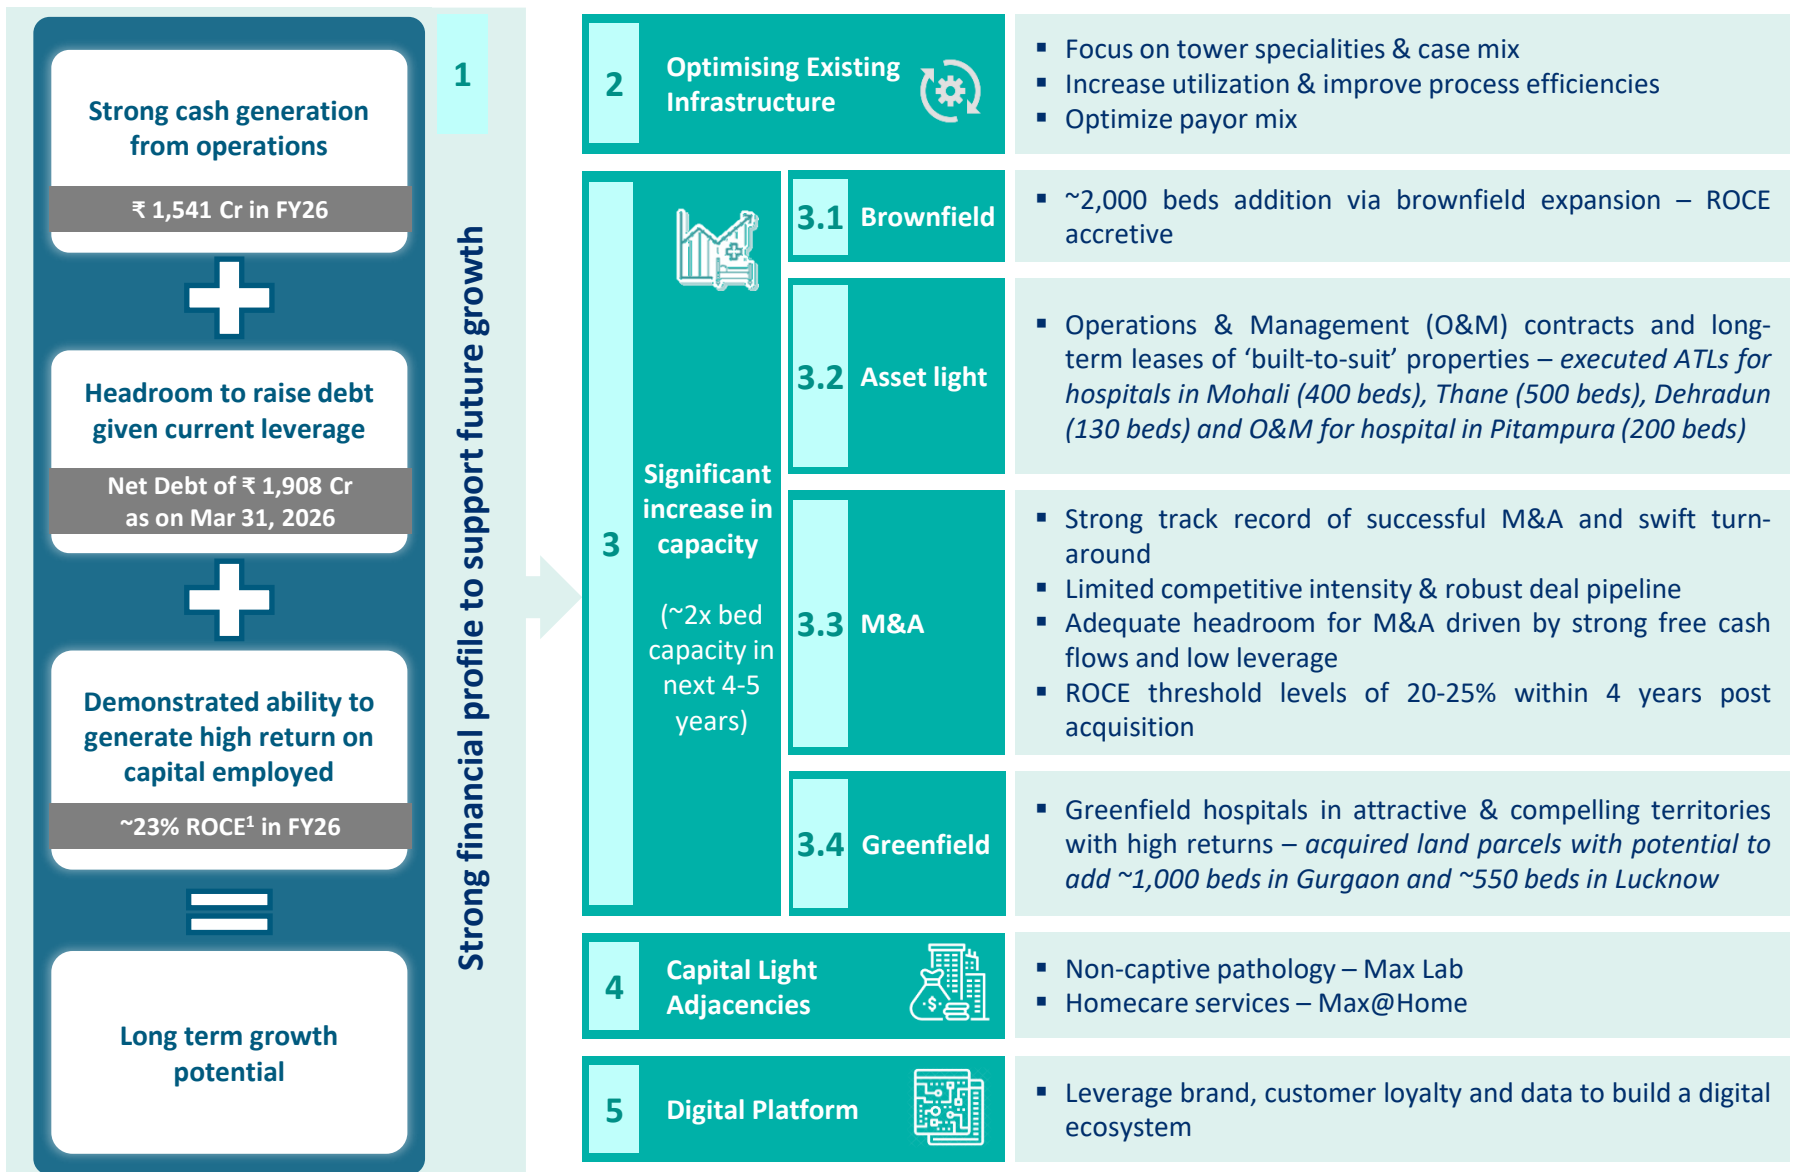 Strong cash generation
from operations
₹ 1,541 Cr in FY26
Headroom to raise debt
given current leverage
Net Debt of ₹ 1,908 Cr
as on Mar 31, 2026
Demonstrated ability to
generate high return on
capital employed
~23% ROCE¹ in FY26
Long term growth
potential
1
Strong financial profile to support future growth
2
Optimising Existing
Infrastructure
▪ Focus on tower specialities & case mix
▪ Increase utilization & improve process efficiencies
▪ Optimize payor mix
3
Significant
increase in
capacity
(~2x bed
capacity in
next 4-5
years)
3.1 Brownfield
▪ ~2,000 beds addition via brownfield expansion – ROCE
accretive
3.2 Asset light
▪ Operations & Management (O&M) contracts and long-
term leases of ‘built-to-suit’ properties – executed ATLs for
hospitals in Mohali (400 beds), Thane (500 beds), Dehradun
(130 beds) and O&M for hospital in Pitampura (200 beds)
3.3 M&A
▪ Strong track record of successful M&A and swift turn-
around
▪ Limited competitive intensity & robust deal pipeline
▪ Adequate headroom for M&A driven by strong free cash
flows and low leverage
▪ ROCE threshold levels of 20-25% within 4 years post
acquisition
3.4 Greenfield
▪ Greenfield hospitals in attractive & compelling territories
with high returns – acquired land parcels with potential to
add ~1,000 beds in Gurgaon and ~550 beds in Lucknow
4
Capital Light
Adjacencies
▪ Non-captive pathology – Max Lab
▪ Homecare services – Max@Home
5
Digital Platform
▪ Leverage brand, customer loyalty and data to build a digital
ecosystem